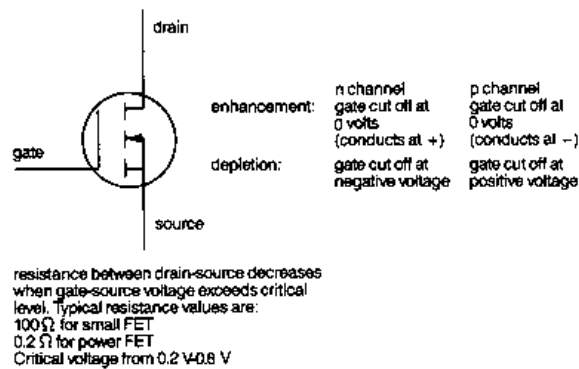 drain
gate
source
n channel
p channel
enhancement:
gate cut off at
0 volts
(conducts at +)
gate cut off at
0 volts
(conducts at −)
depletion:
gate cut off at
negative voltage
gate cut off at
positive voltage
resistance between drain-source decreases
when gate-source voltage exceeds critical
level. Typical resistance values are:
100 Ω for small FET
0.2 Ω for power FET
Critical voltage from 0.2 V-0.8 V